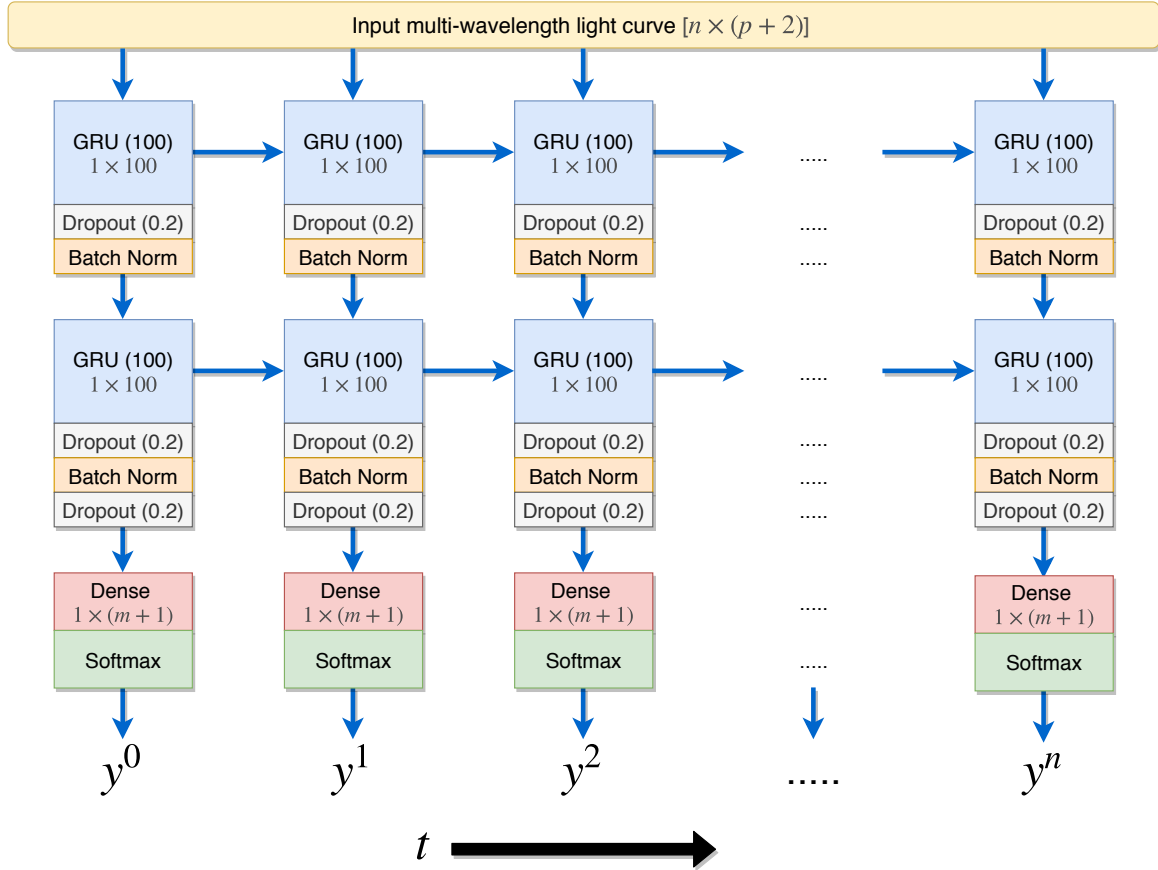 Input multi-wavelength light curve [n × (p + 2)]
GRU (100) GRU (100) GRU (100) GRU (100)
1 × 100 1 × 100 1 × 100 ..... 1 × 100
Dropout (0.2) Dropout (0.2) Dropout (0.2) ..... Dropout (0.2)
Batch Norm Batch Norm Batch Norm ..... Batch Norm
GRU (100) GRU (100) GRU (100) GRU (100)
1 × 100 1 × 100 1 × 100 ..... 1 × 100
Dropout (0.2) Dropout (0.2) Dropout (0.2) ..... Dropout (0.2)
Batch Norm Batch Norm Batch Norm ..... Batch Norm
Dropout (0.2) Dropout (0.2) Dropout (0.2) ..... Dropout (0.2)
Dense Dense Dense Dense
1 × (m + 1) 1 × (m + 1) 1 × (m + 1) ..... 1 × (m + 1)
Softmax Softmax Softmax ..... Softmax
y⁰ y¹ y² ..... yⁿ
t